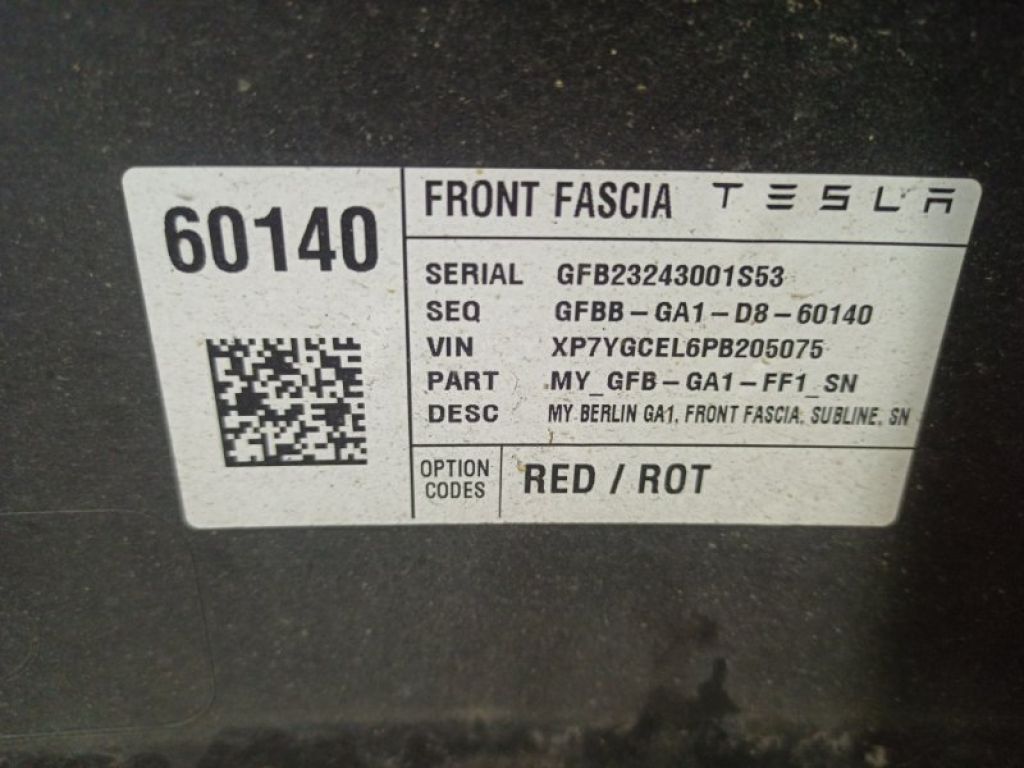 60140
FRONT FASCIA TESLA
SERIAL GFB23243001S53
SEQ GFBB-GA1-D8-60140
VIN XP7YGCEL6PB205075
PART MY_GFB-GA1-FF1_SN
DESC MY BERLIN GA1, FRONT FASCIA, SUBLINE, SN
OPTION CODES
RED / ROT